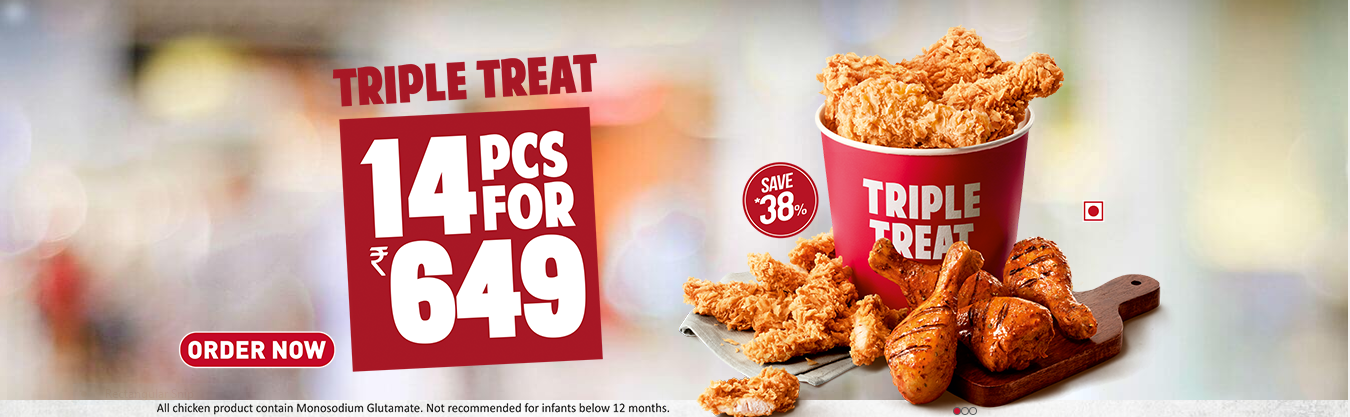 TRIPLE TREAT
14 PCS
FOR
₹649
ORDER NOW
SAVE
*38%
TRIPLE
TREAT
All chicken product contain Monosodium Glutamate. Not recommended for infants below 12 months.